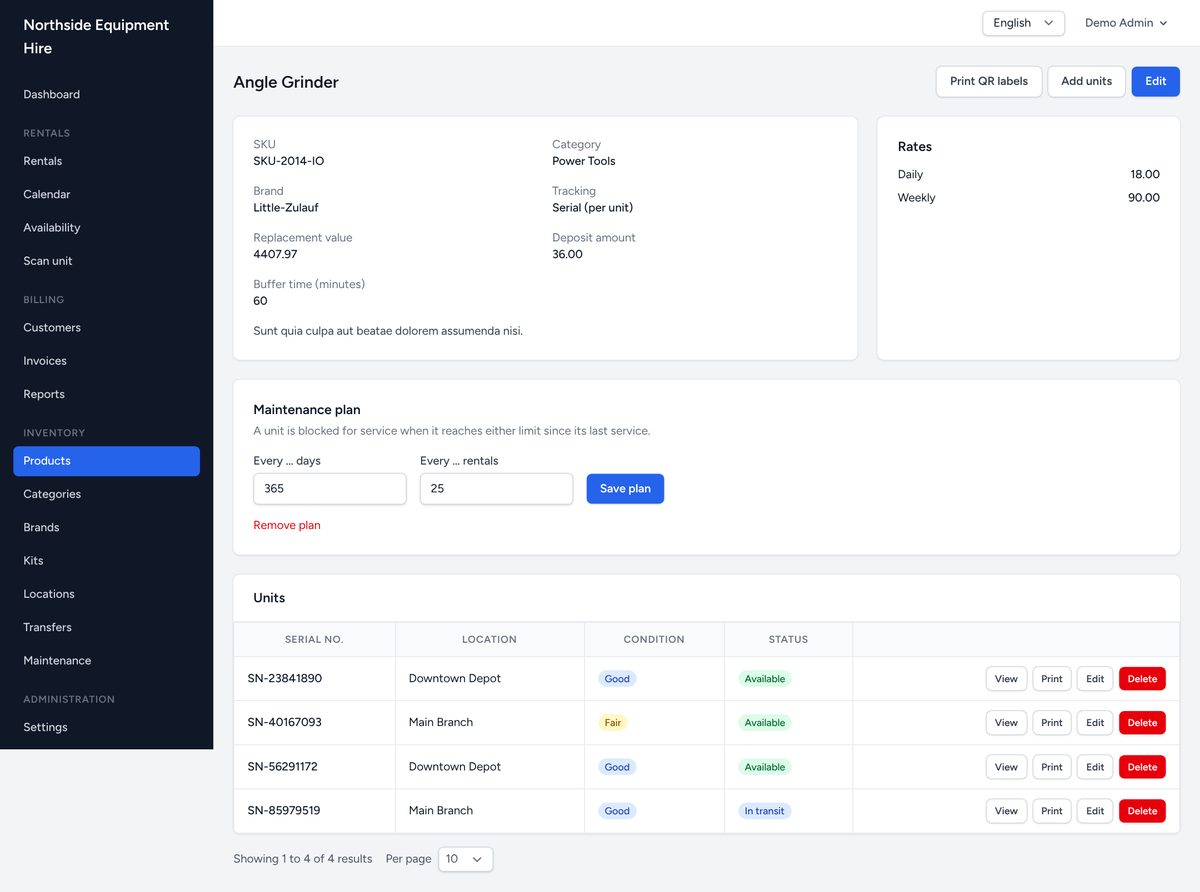 Northside Equipment
Hire
Dashboard
RENTALS
Rentals
Calendar
Availability
Scan unit
BILLING
Customers
Invoices
Reports
INVENTORY
Products
Categories
Brands
Kits
Locations
Transfers
Maintenance
ADMINISTRATION
Settings
English
Demo Admin
Angle Grinder
Print QR labels
Add units
Edit
SKU
SKU-2014-IO
Category
Power Tools
Brand
Little-Zulauf
Tracking
Serial (per unit)
Replacement value
4407.97
Deposit amount
36.00
Buffer time (minutes)
60
Sunt quia culpa aut beatae dolorem assumenda nisi.
Rates
Daily 18.00
Weekly 90.00
Maintenance plan
A unit is blocked for service when it reaches either limit since its last service.
Every ... days
365
Every ... rentals
25
Save plan
Remove plan
Units
SERIAL NO. LOCATION CONDITION STATUS
SN-23841890 Downtown Depot Good Available View Print Edit Delete
SN-40167093 Main Branch Fair Available View Print Edit Delete
SN-56291172 Downtown Depot Good Available View Print Edit Delete
SN-85979519 Main Branch Good In transit View Print Edit Delete
Showing 1 to 4 of 4 results Per page 10